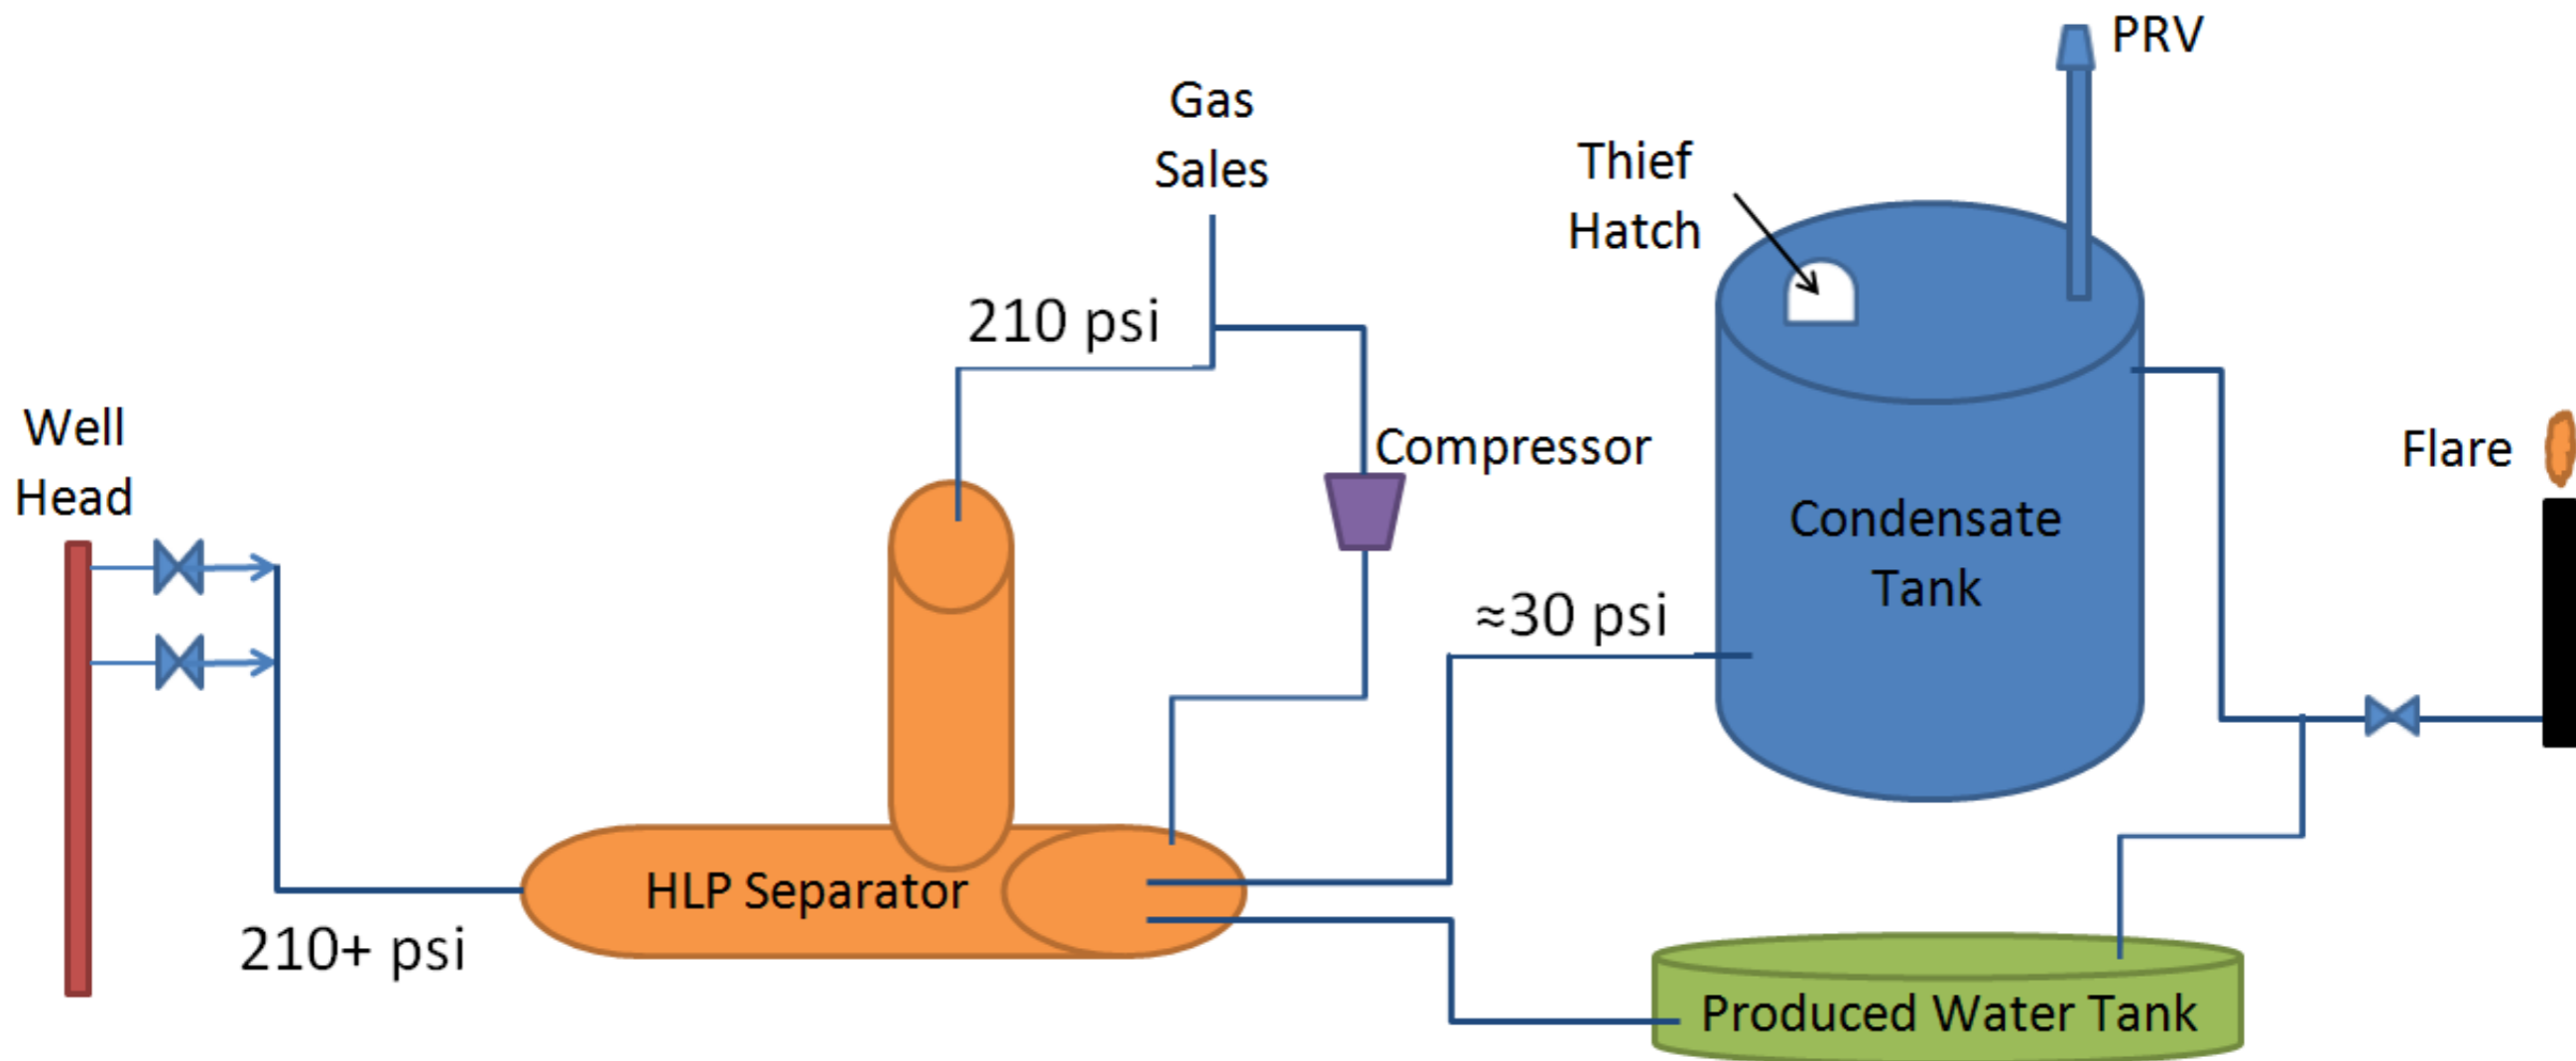 PRV
Gas
Sales
Thief
Hatch
210 psi
Well
Head
Compressor
Flare
Condensate
Tank
≈30 psi
HLP Separator
210+ psi
Produced Water Tank